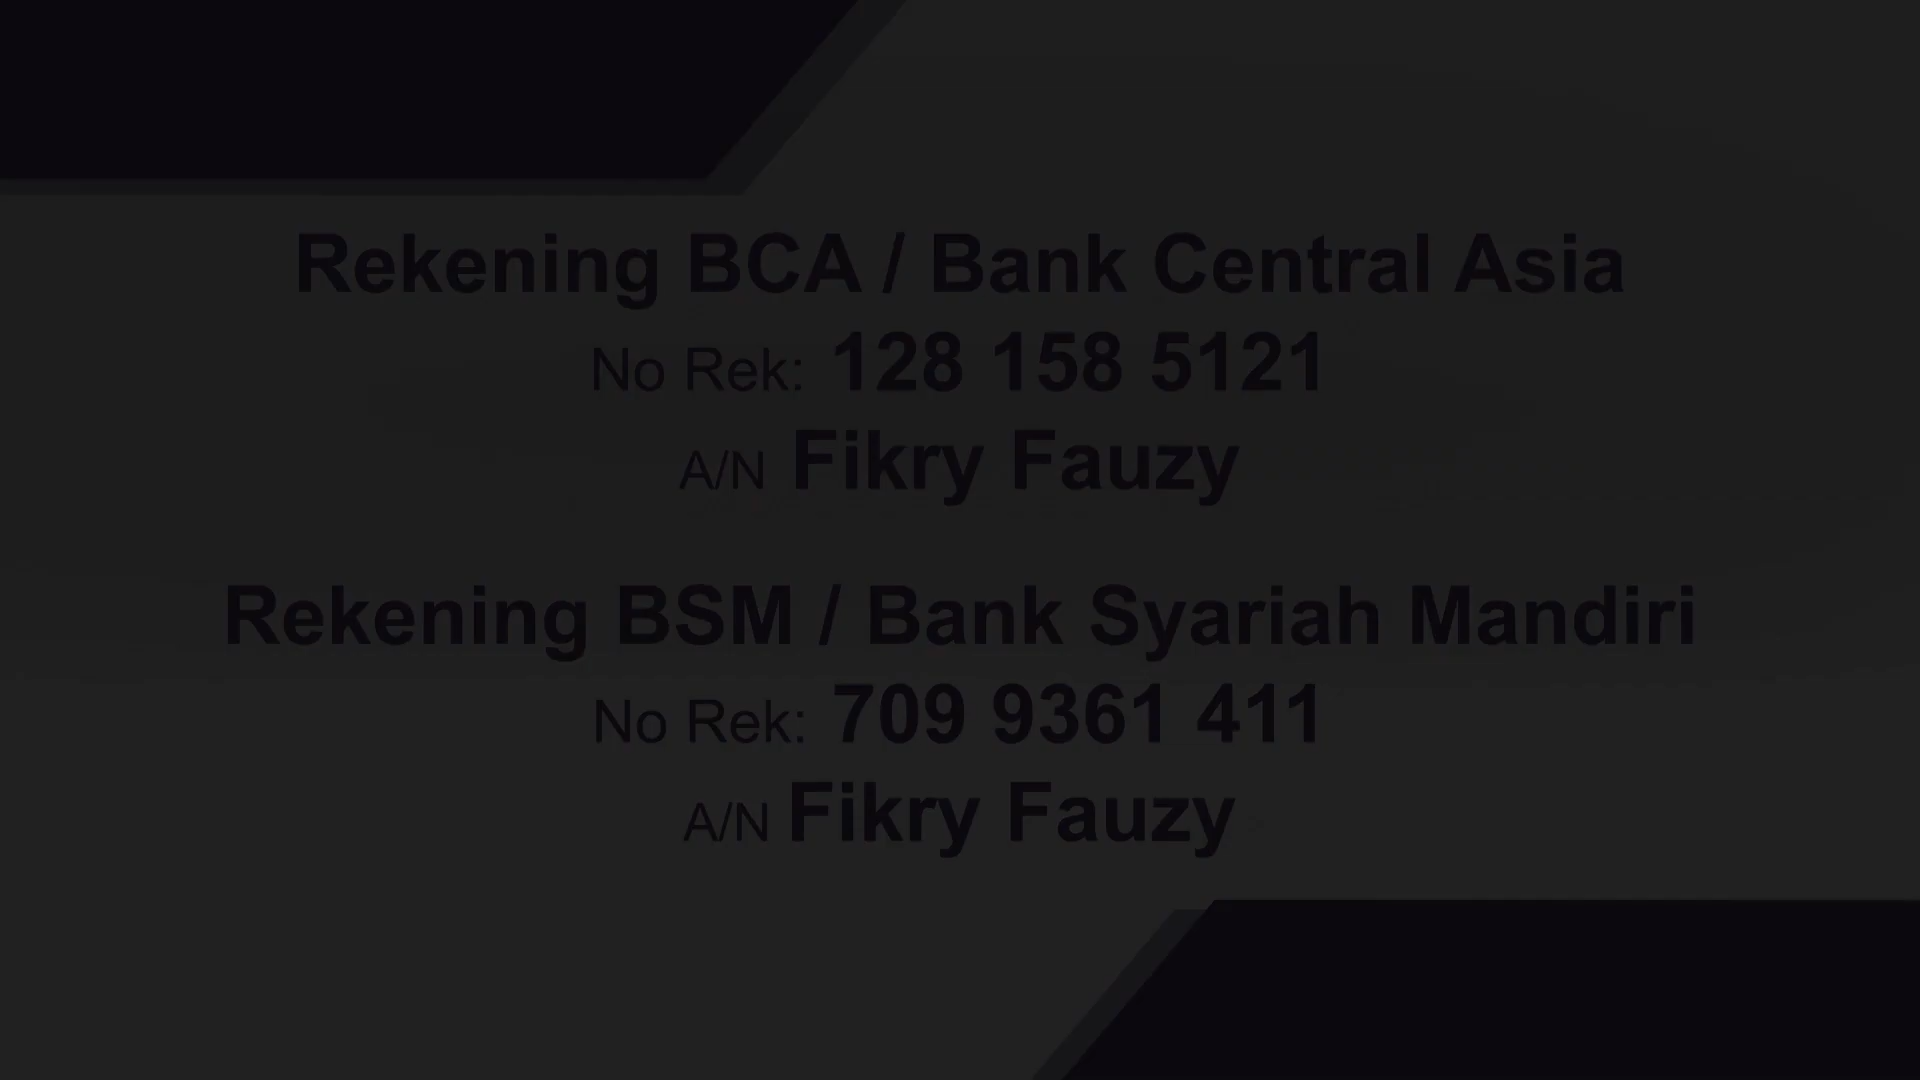 Rekening BCA / Bank Central Asia
No Rek: 128 158 5121
A/N Fikry Fauzy
Rekening BSM / Bank Syariah Mandiri
No Rek: 709 9361 411
A/N Fikry Fauzy